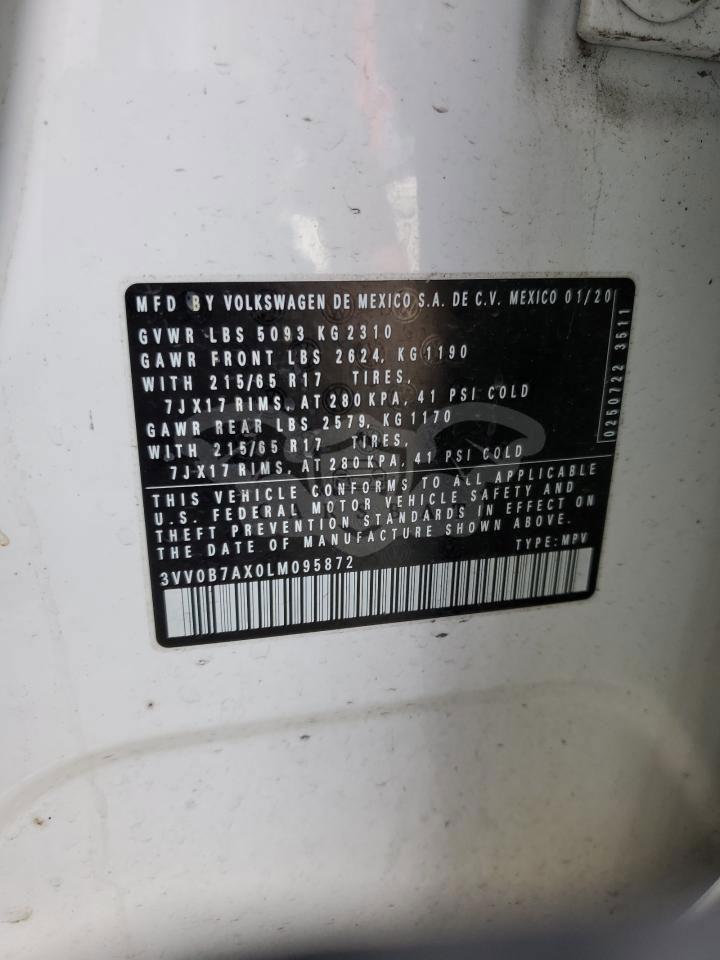 MFD BY VOLKSWAGEN DE MEXICO S.A. DE C.V. MEXICO 01/20
GVWR LBS 5093 KG 2310
GAWR FRONT LBS 2624, KG 1190
WITH 215/65 R17 TIRES,
7JX17 RIMS, AT 280 KPA, 41 PSI COLD
GAWR REAR LBS 2579, KG 1170
WITH 215/65 R17 TIRES,
7JX17 RIMS, AT 280 KPA, 41 PSI COLD
0250722 3511
THIS VEHICLE CONFORMS TO ALL APPLICABLE
U.S. FEDERAL MOTOR VEHICLE SAFETY AND
THEFT PREVENTION STANDARDS IN EFFECT ON
THE DATE OF MANUFACTURE SHOWN ABOVE.
TYPE: MPV
3VV0B7AX0LM095872